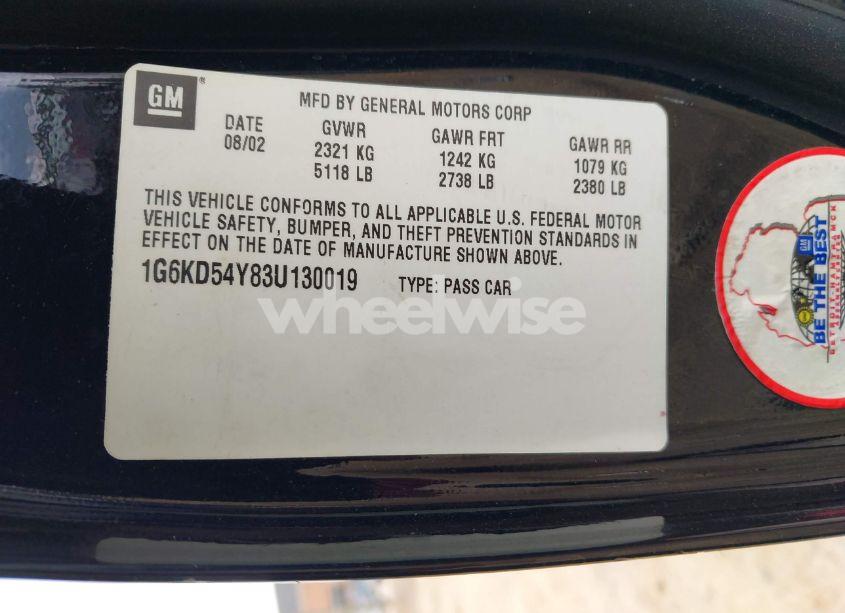 GM
MFD BY GENERAL MOTORS CORP
DATE GVWR GAWR FRT GAWR RR
08/02 2321 KG 1242 KG 1079 KG
5118 LB 2738 LB 2380 LB
THIS VEHICLE CONFORMS TO ALL APPLICABLE U.S. FEDERAL MOTOR
VEHICLE SAFETY, BUMPER, AND THEFT PREVENTION STANDARDS IN
EFFECT ON THE DATE OF MANUFACTURE SHOWN ABOVE.
1G6KD54Y83U130019 TYPE: PASS CAR
wheelwise
GM
BE THE BEST
DETROIT HAMTRAMCK